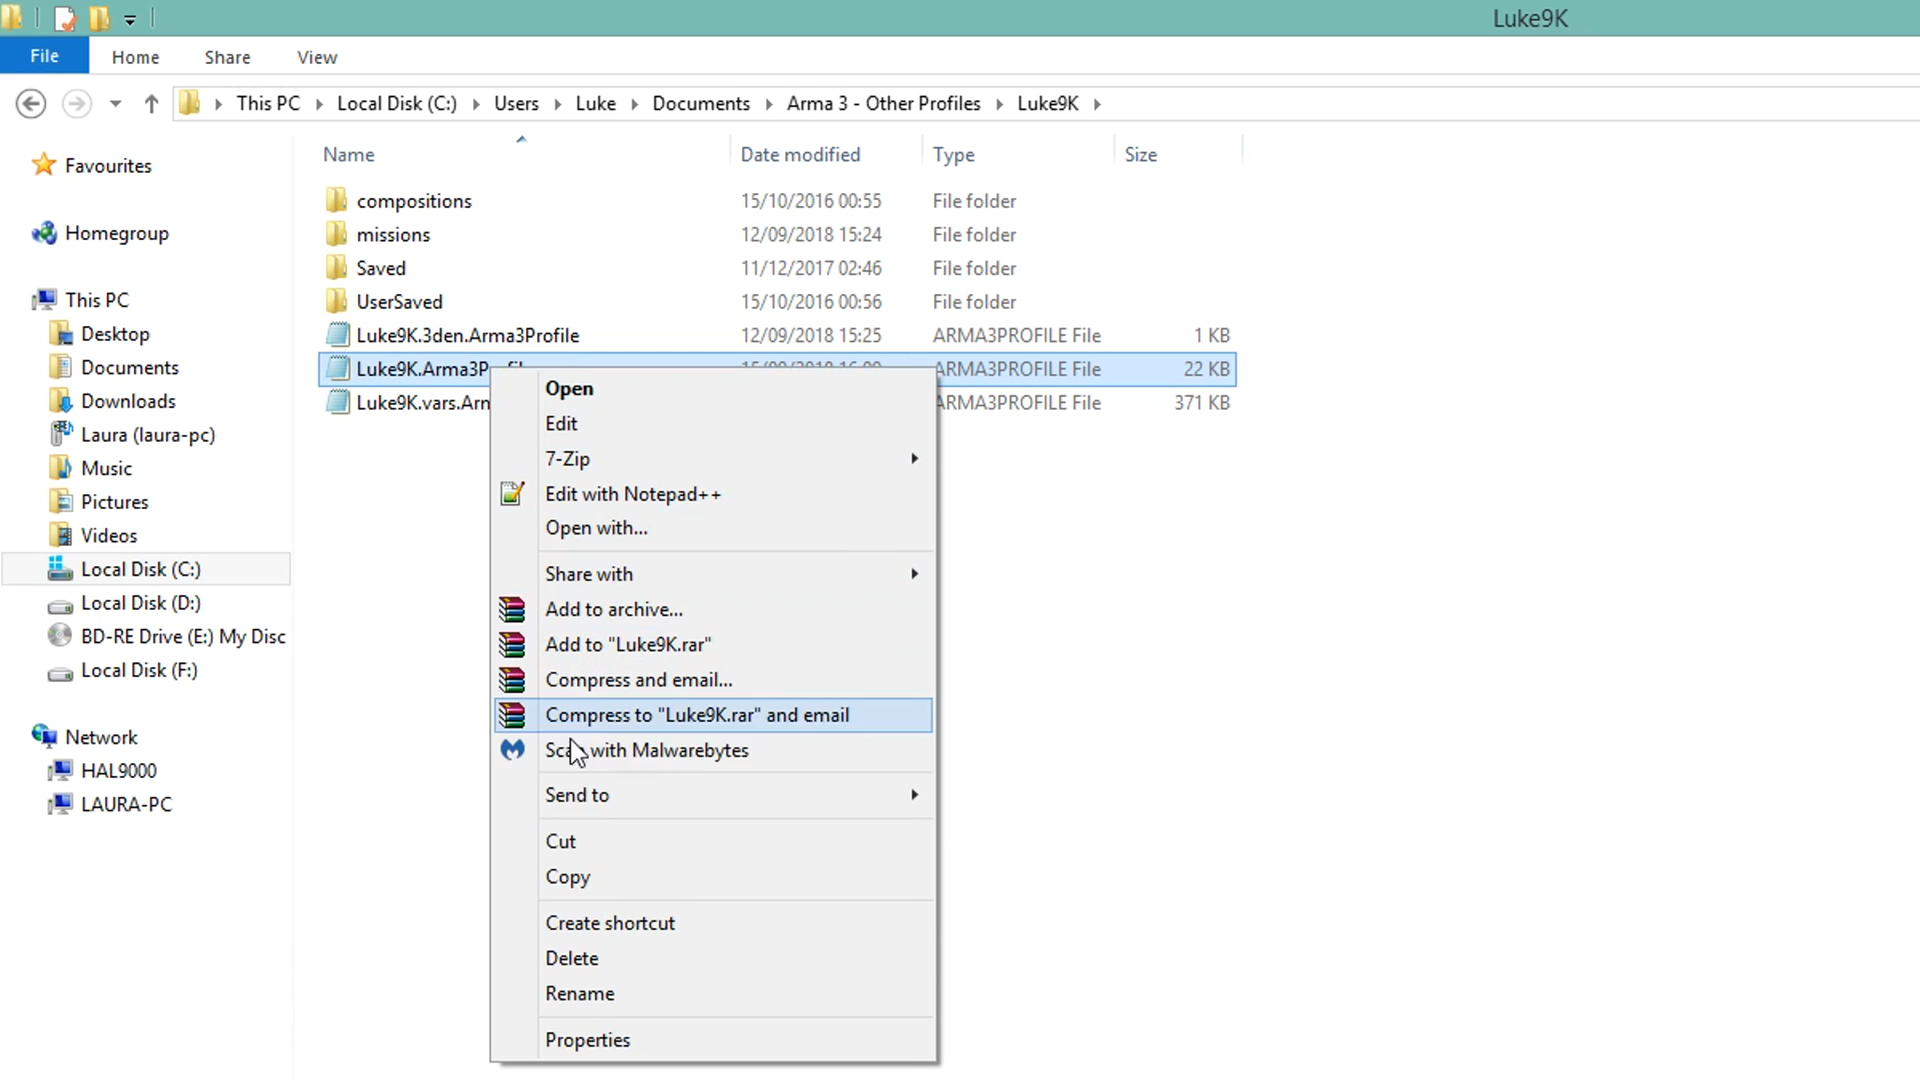 Luke9K
File Home Share View
This PC Local Disk (C:) Users Luke Documents Arma 3 - Other Profiles Luke9K
Name Date modified Type Size
Favourites
Homegroup
This PC
Desktop
Documents
Downloads
Laura (laura-pc)
Music
Pictures
Videos
Local Disk (C:)
Local Disk (D:)
BD-RE Drive (E:) My Disc
Local Disk (F:)
Network
HAL9000
LAURA-PC
compositions 15/10/2016 00:55 File folder
missions 12/09/2018 15:24 File folder
Saved 11/12/2017 02:46 File folder
UserSaved 15/10/2016 00:56 File folder
Luke9K.3den.Arma3Profile 12/09/2018 15:25 ARMA3PROFILE File 1 KB
Luke9K.Arma3Profile ARMA3PROFILE File 22 KB
Luke9K.vars.Arm ARMA3PROFILE File 371 KB
Open
Edit
7-Zip
Edit with Notepad++
Open with...
Share with
Add to archive...
Add to "Luke9K.rar"
Compress and email...
Compress to "Luke9K.rar" and email
Scan with Malwarebytes
Send to
Cut
Copy
Create shortcut
Delete
Rename
Properties